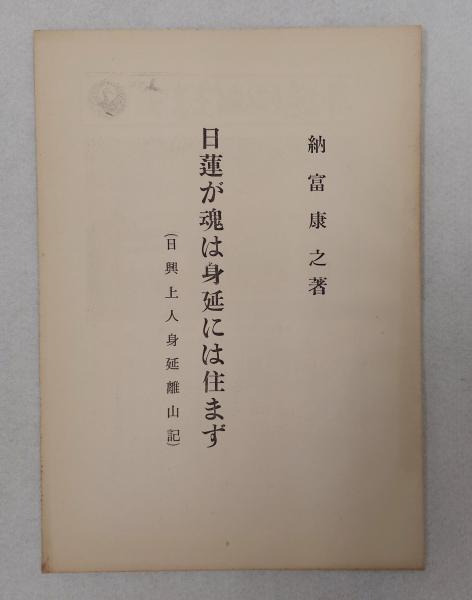 納富康之著
日蓮が魂は身延には住まず
(日興上人身延離山記)